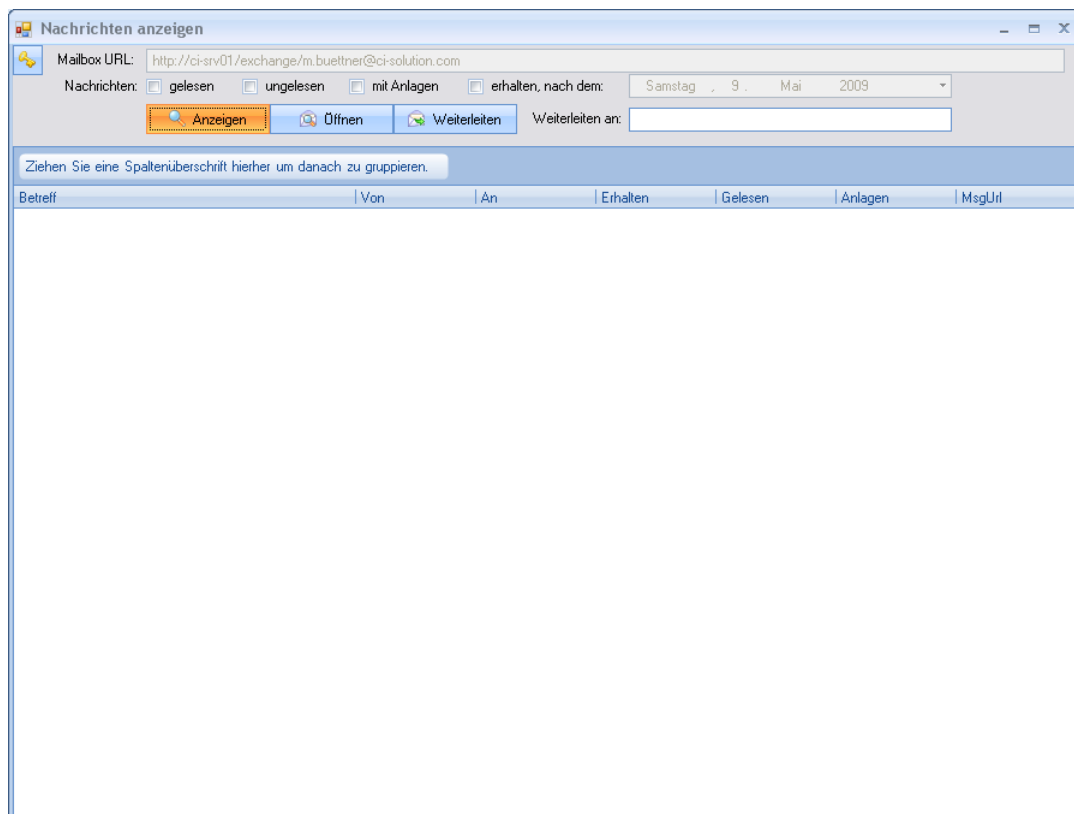 Nachrichten anzeigen
Mailbox URL: http://ci-srv01/exchange/m.buettner@ci-solution.com
Nachrichten: gelesen ungelesen mit Anlagen erhalten, nach dem: Samstag , 9 . Mai 2009
Anzeigen Öffnen Weiterleiten Weiterleiten an:
Ziehen Sie eine Spaltenüberschrift hierher um danach zu gruppieren.
Betreff Von An Erhalten Gelesen Anlagen MsgUrl